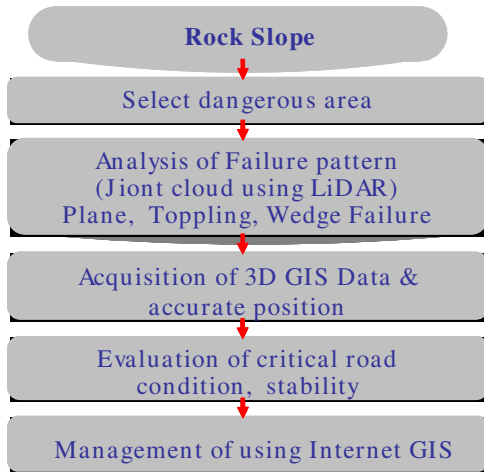 Rock Slope
Select dangerous area
Analysis of Failure pattern
(Jiont cloud using LiDAR)
Plane, Toppling, Wedge Failure
Acquisition of 3D GIS Data &
accurate position
Evaluation of critical road
condition, stability
Management of using Internet GIS